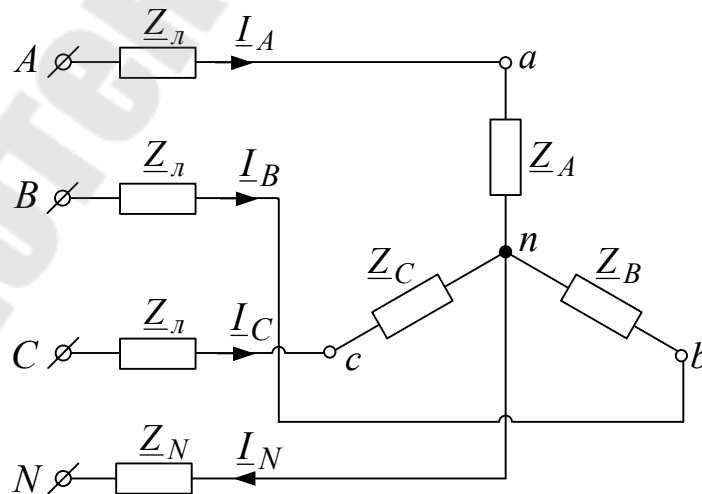 Z_л I_A
A a
Z_A
Z_л I_B
B
n
Z_C Z_B
Z_л I_C
C c b
Z_N I_N
N